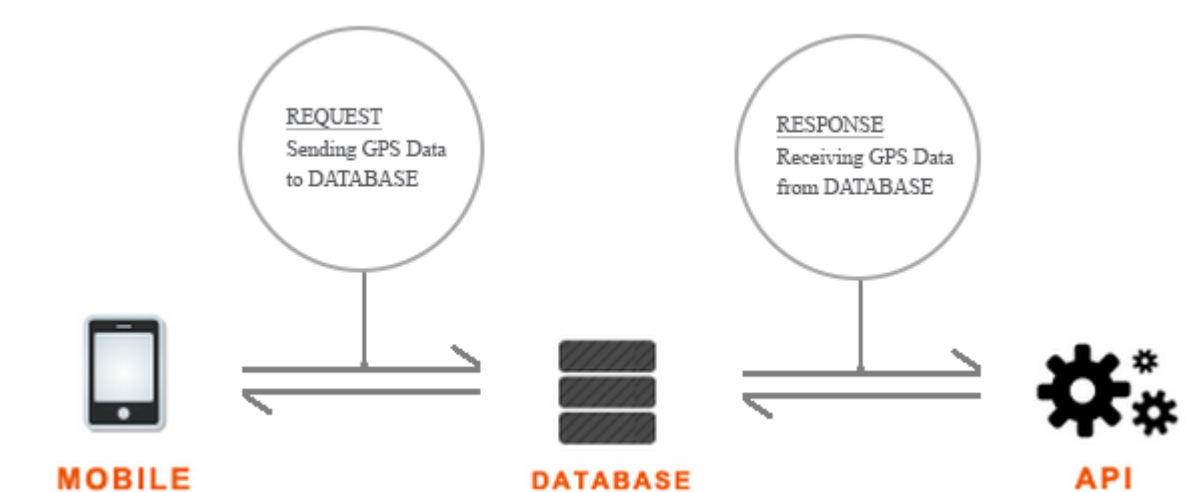 REQUEST
Sending GPS Data
to DATABASE
RESPONSE
Receiving GPS Data
from DATABASE
MOBILE
DATABASE
API